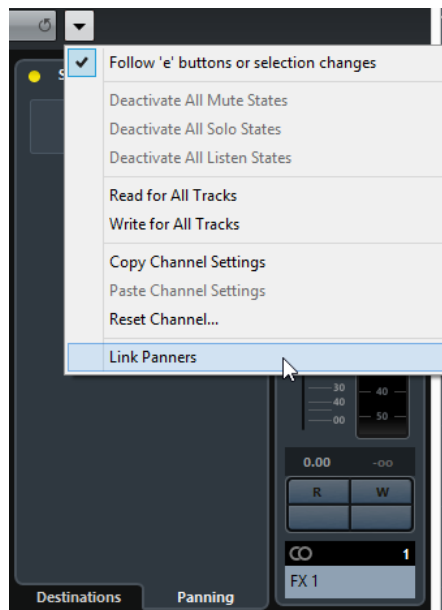 Follow 'e' buttons or selection changes
S
Deactivate All Mute States
Deactivate All Solo States
Deactivate All Listen States
Read for All Tracks
Write for All Tracks
Copy Channel Settings
Paste Channel Settings
Reset Channel...
Link Panners
30
40
40
00
50
0.00 -oo
R W
1
FX 1
Destinations Panning